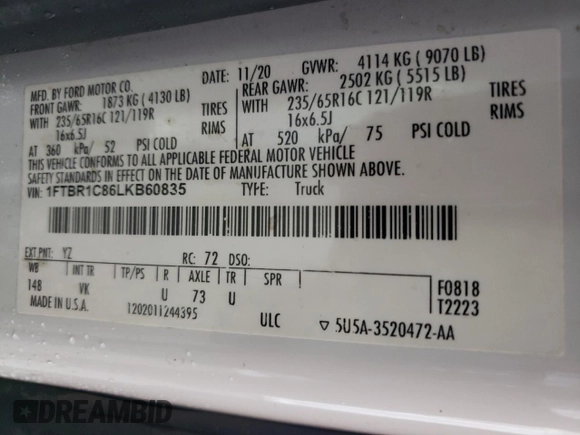 MFD. BY FORD MOTOR CO. DATE: 11/20 GVWR: 4114 KG ( 9070 LB)
FRONT GAWR: 1873 KG ( 4130 LB) REAR GAWR: 2502 KG ( 5515 LB)
WITH 235/65R16C 121/119R TIRES WITH 235/65R16C 121/119R TIRES
16x6.5J RIMS 16x6.5J RIMS
AT 360 kPa/ 52 PSI COLD AT 520 kPa/ 75 PSI COLD
THIS VEHICLE CONFORMS TO ALL APPLICABLE FEDERAL MOTOR VEHICLE
SAFETY STANDARDS IN EFFECT ON THE DATE OF MANUFACTURE SHOWN ABOVE.
VIN: 1FTBR1C86LKB60835 TYPE: Truck
EXT PNT: YZ RC: 72 DSO:
WB INT TR TP/PS R AXLE TR SPR
148 VK U 73 U
F0818
T2223
MADE IN U.S.A. 1202011244395 ULC ▽ 5U5A-3520472-AA
DREAMBID